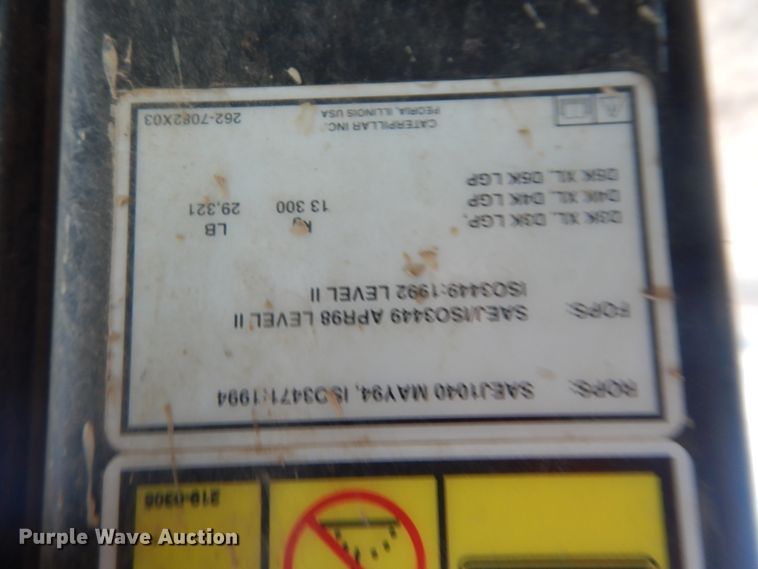 ROPS: SAEJ1040 MAY94, ISO3471:1994
FOPS: SAEJ/ISO3449 APR98 LEVEL II
ISO3449:1992 LEVEL II
kg LB
D3K XL, D3K LGP,
D4K XL, D4K LGP 13 300 29,321
D5K XL, D5K LGP
CATERPILLAR INC.
PEORIA, ILLINOIS USA
262-7082X03
219-0306
Purple Wave Auction